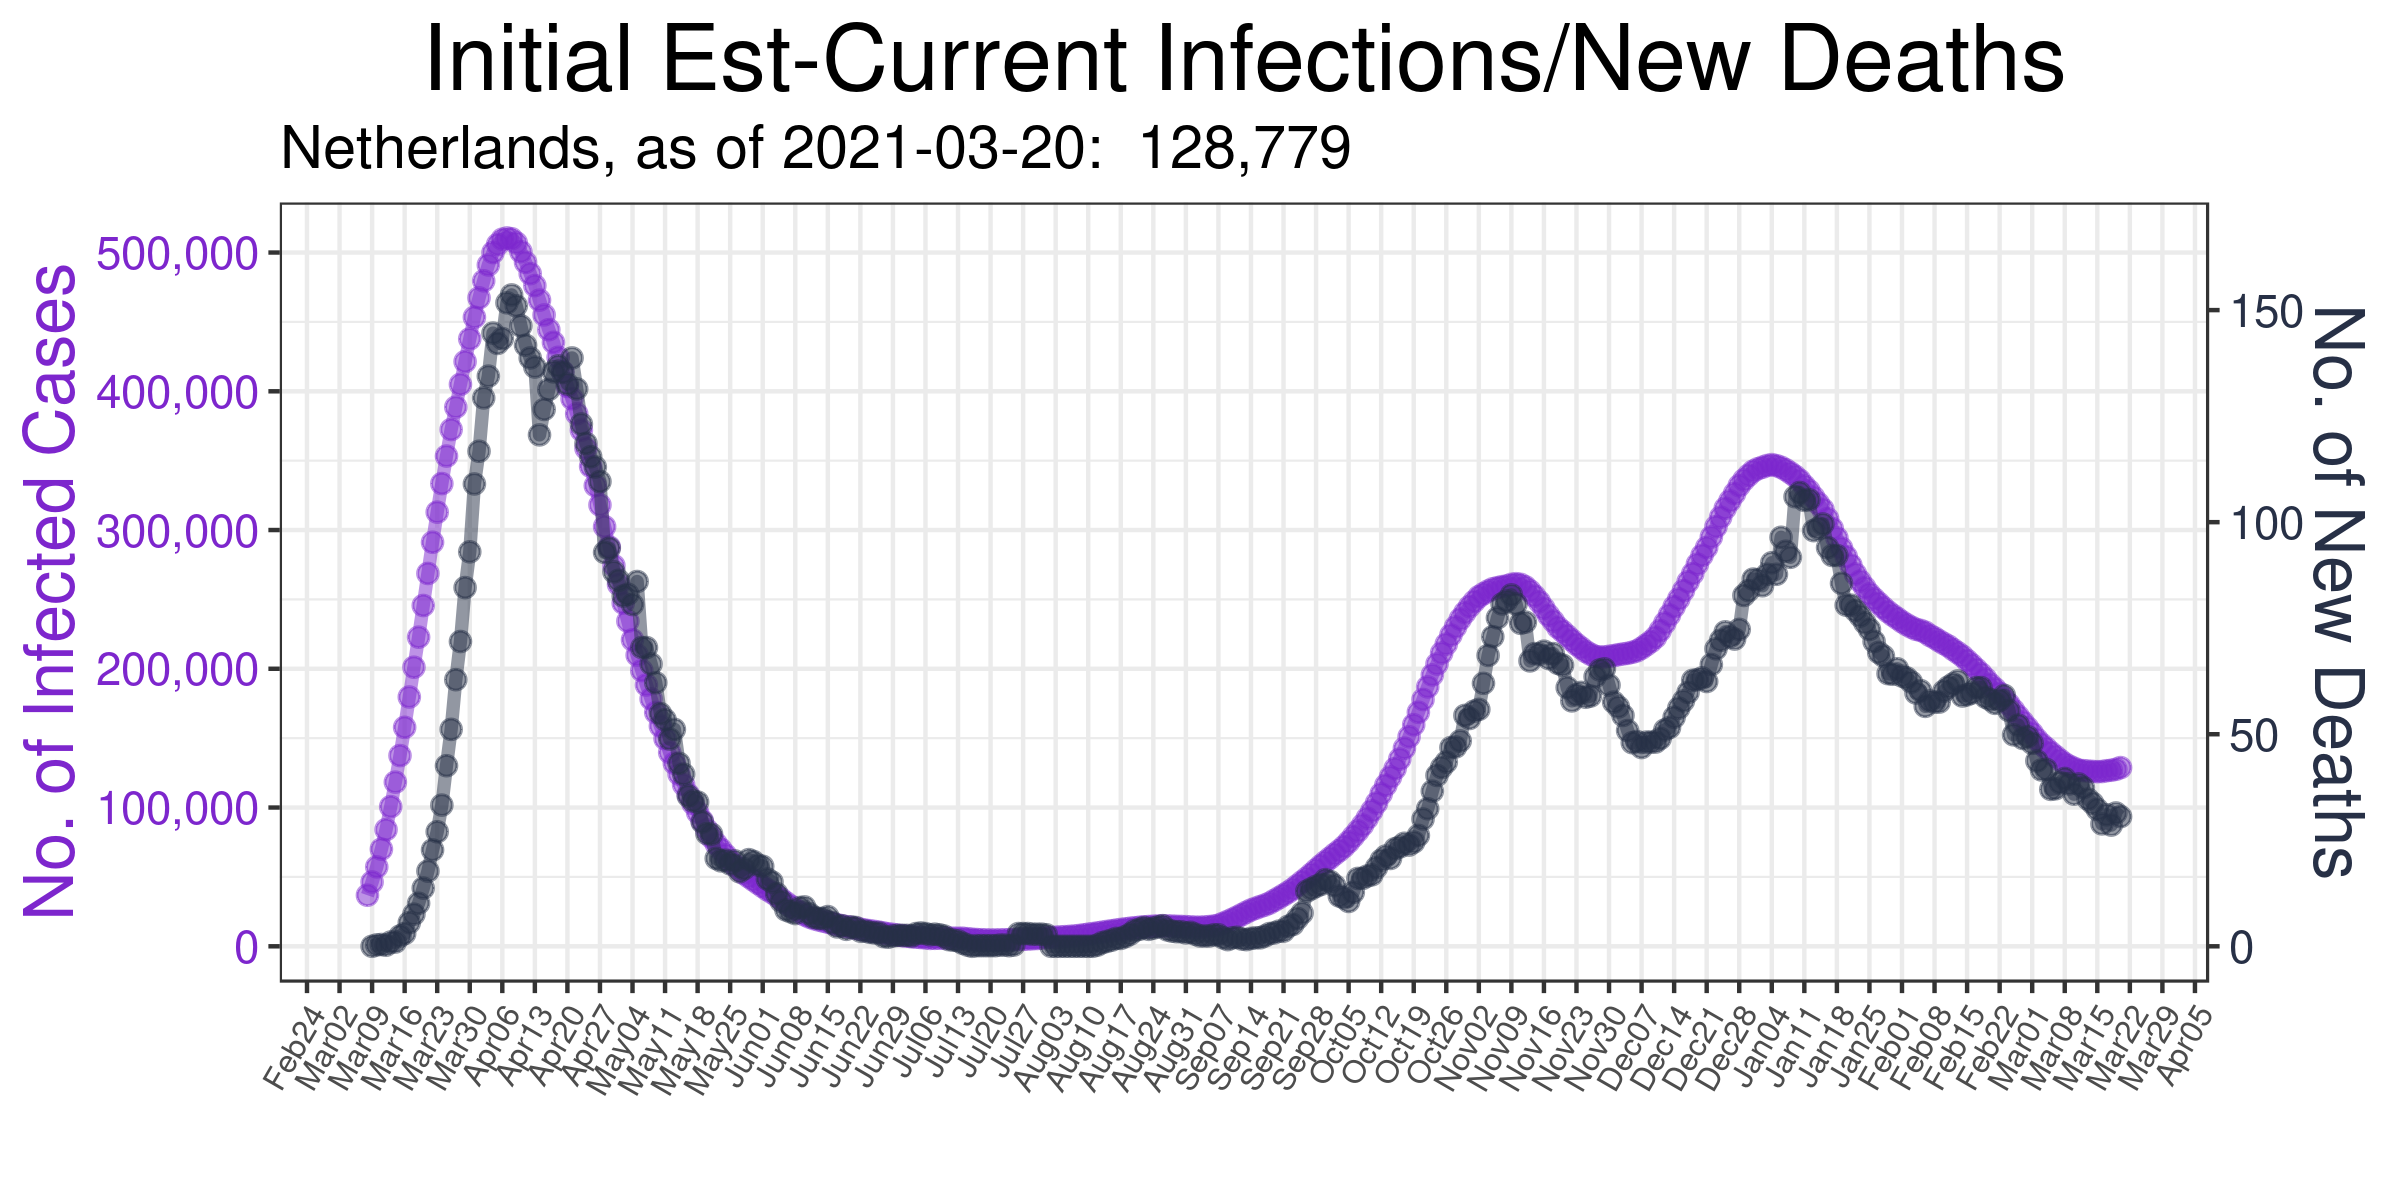 Initial Est-Current Infections/New Deaths
Netherlands, as of 2021-03-20:  128,779
No. of Infected Cases
500,000
400,000
300,000
200,000
100,000
0
150
100
50
0
No. of New Deaths
Feb24
Mar02
Mar09
Mar16
Mar23
Mar30
Apr06
Apr13
Apr20
Apr27
May04
May11
May18
May25
Jun01
Jun08
Jun15
Jun22
Jun29
Jul06
Jul13
Jul20
Jul27
Aug03
Aug10
Aug17
Aug24
Aug31
Sep07
Sep14
Sep21
Sep28
Oct05
Oct12
Oct19
Oct26
Nov02
Nov09
Nov16
Nov23
Nov30
Dec07
Dec14
Dec21
Dec28
Jan04
Jan11
Jan18
Jan25
Feb01
Feb08
Feb15
Feb22
Mar01
Mar08
Mar15
Mar22
Mar29
Apr05